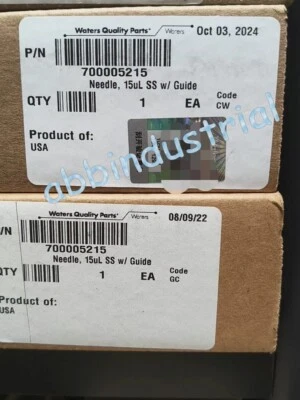 Waters Quality Parts™ Waters Oct 03, 2024
P/N
700005215
Needle, 15uL SS w/ Guide
QTY 1 EA Code
CW
Product of:
USA
abbindustrial
Waters Quality Parts™ Waters 08/09/22
P/N
700005215
Needle, 15uL SS w/ Guide
QTY 1 EA Code
GC
Product of:
USA